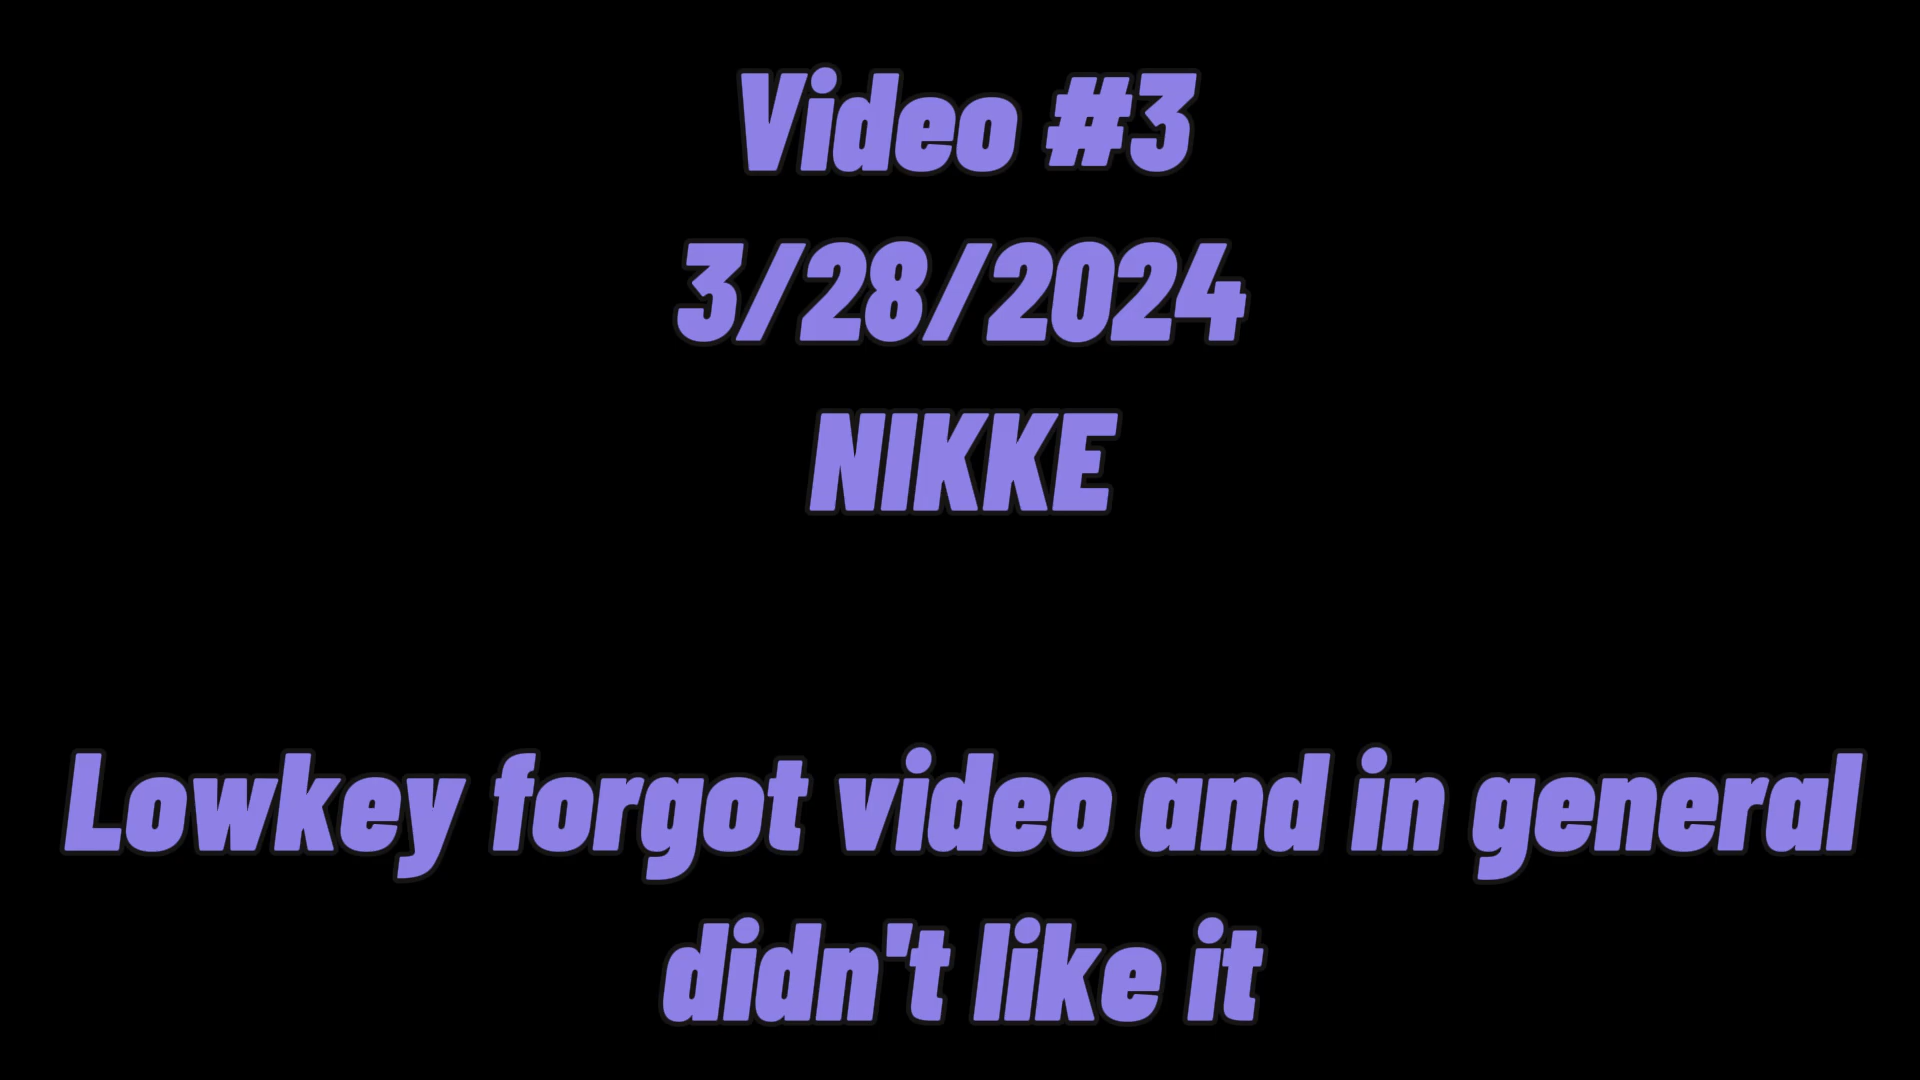 Video #3
3/28/2024
NIKKE
Lowkey forgot video and in general
didn't like it